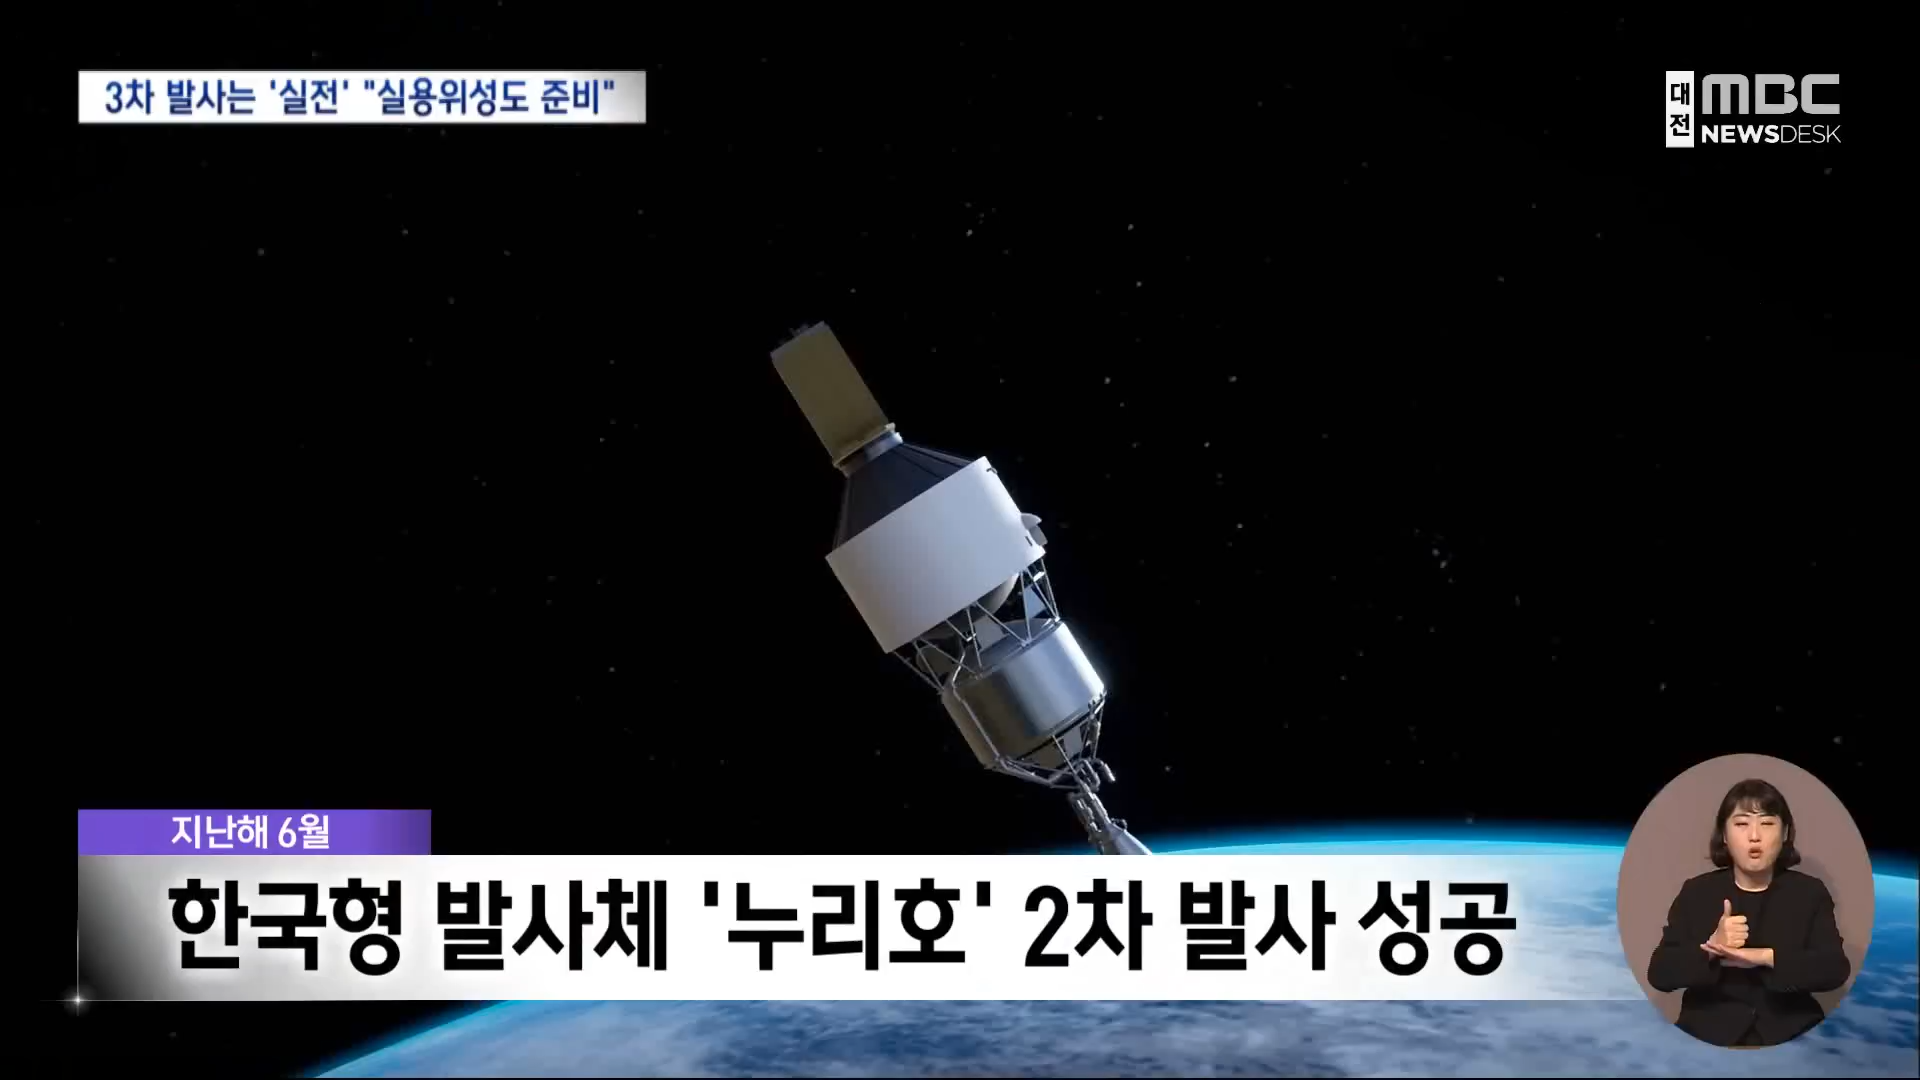 3차 발사는 '실전' "실용위성도 준비"
대전
MBC
NEWSDESK
지난해 6월
한국형 발사체 '누리호' 2차 발사 성공